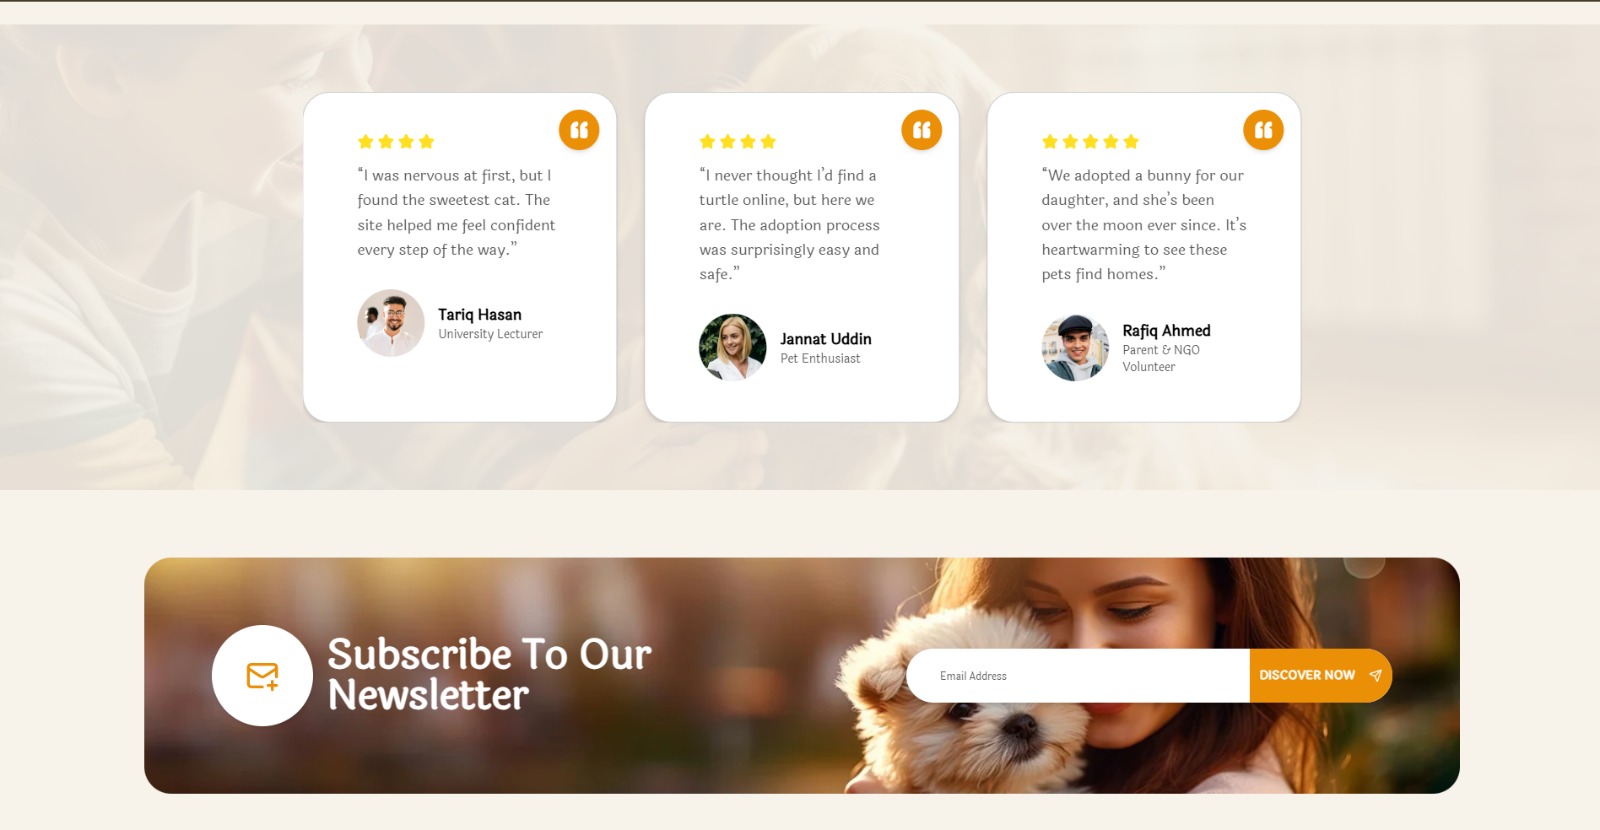 “I was nervous at first, but I
found the sweetest cat. The
site helped me feel confident
every step of the way.”
Tariq Hasan
University Lecturer
“I never thought I’d find a
turtle online, but here we
are. The adoption process
was surprisingly easy and
safe.”
Jannat Uddin
Pet Enthusiast
“We adopted a bunny for our
daughter, and she’s been
over the moon ever since. It’s
heartwarming to see these
pets find homes.”
Rafiq Ahmed
Parent & NGO
Volunteer
Subscribe To Our
Newsletter
Email Address
DISCOVER NOW